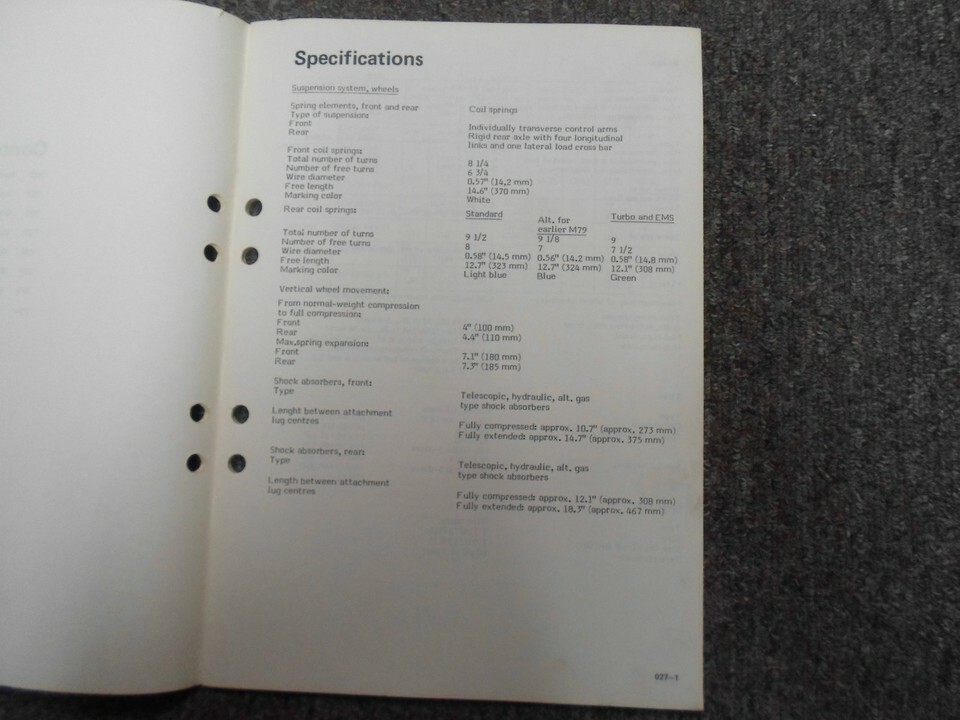 Specifications
Suspension system, wheels
Spring elements, front and rear Coil springs
Type of suspension:
Front Individually transverse control arms
Rear Rigid rear axle with four longitudinal
links and one lateral load cross bar
Front coil springs:
Total number of turns 8 1/4
Number of free turns 6 3/4
Wire diameter 0.57" (14,2 mm)
Free length 14.6" (370 mm)
Marking color White
Rear coil springs: Standard Alt. for Turbo and EMS
earlier M79
Total number of turns 9 1/2 9 1/8 9
Number of free turns 8 7 7 1/2
Wire diameter 0.58" (14.5 mm) 0.56" (14.2 mm) 0.58" (14.8 mm)
Free length 12.7" (323 mm) 12.7" (324 mm) 12.1" (308 mm)
Marking color Light blue Blue Green
Vertical wheel movement:
From normal-weight compression
to full compression:
Front 4" (100 mm)
Rear 4.4" (110 mm)
Max.spring expansion:
Front 7.1" (180 mm)
Rear 7.3" (185 mm)
Shock absorbers, front:
Type Telescopic, hydraulic, alt. gas
type shock absorbers
Lenght between attachment
lug centres Fully compressed: approx. 10.7" (approx. 273 mm)
Fully extended: approx. 14.7" (approx. 375 mm)
Shock absorbers, rear:
Type Telescopic, hydraulic, alt. gas
type shock absorbers
Length between attachment
lug centres Fully compressed: approx. 12.1" (approx. 308 mm)
Fully extended: approx. 18.3" (approx. 467 mm)
027-1